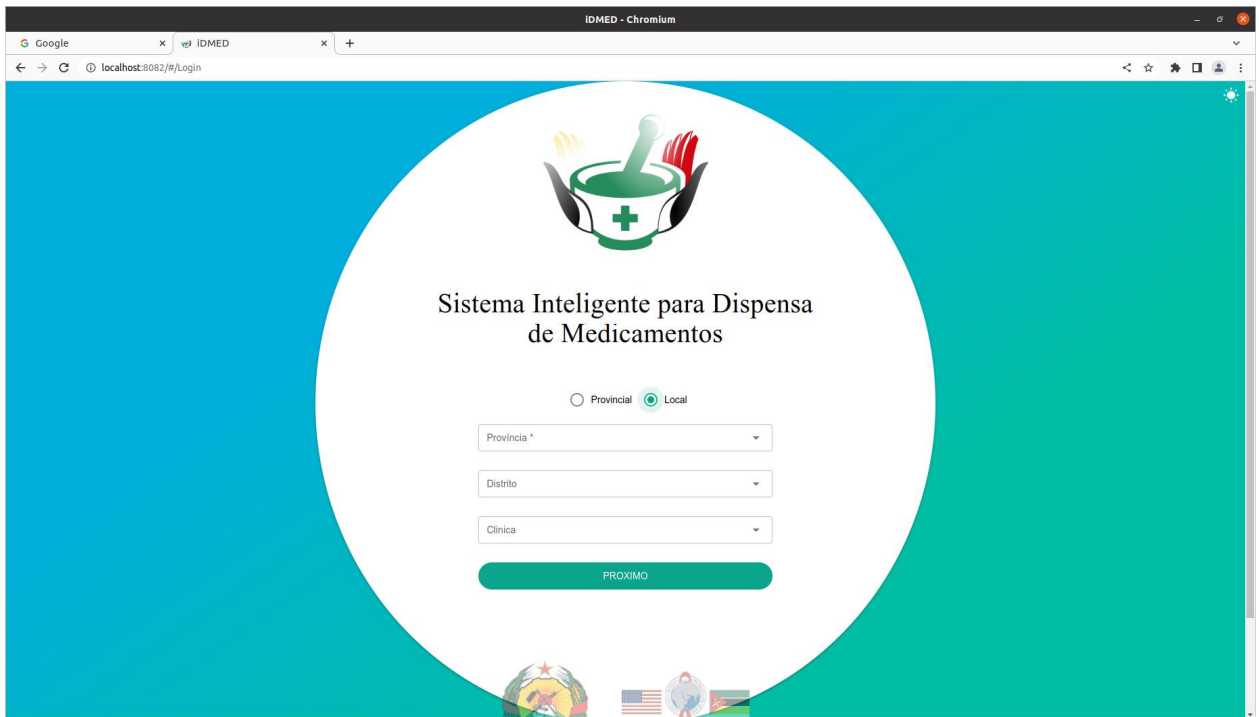 iDMED - Chromium
Google
iDMED
localhost:8082/#/Login
Sistema Inteligente para Dispensa
de Medicamentos
Provincial
Local
Província *
Distrito
Clinica
PROXIMO